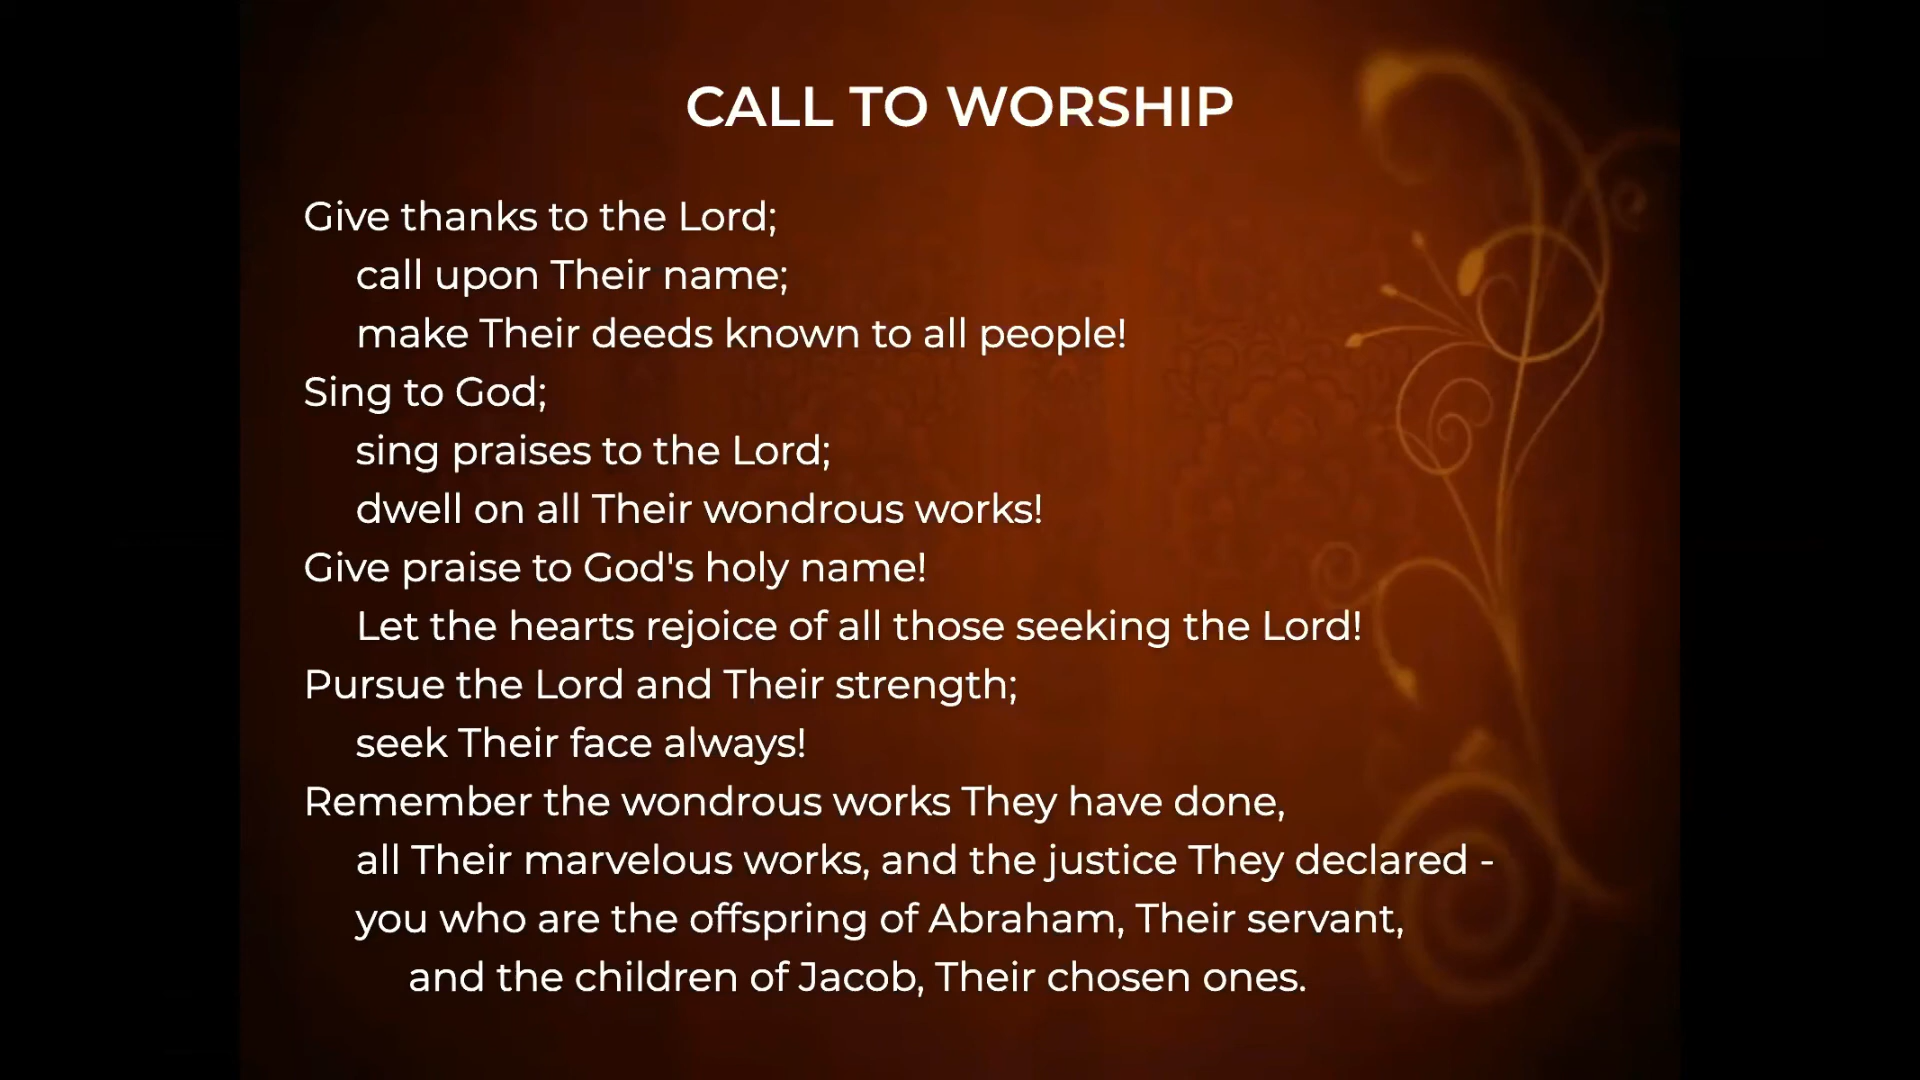 CALL TO WORSHIP
Give thanks to the Lord;
call upon Their name;
make Their deeds known to all people!
Sing to God;
sing praises to the Lord;
dwell on all Their wondrous works!
Give praise to God's holy name!
Let the hearts rejoice of all those seeking the Lord!
Pursue the Lord and Their strength;
seek Their face always!
Remember the wondrous works They have done,
all Their marvelous works, and the justice They declared -
you who are the offspring of Abraham, Their servant,
and the children of Jacob, Their chosen ones.